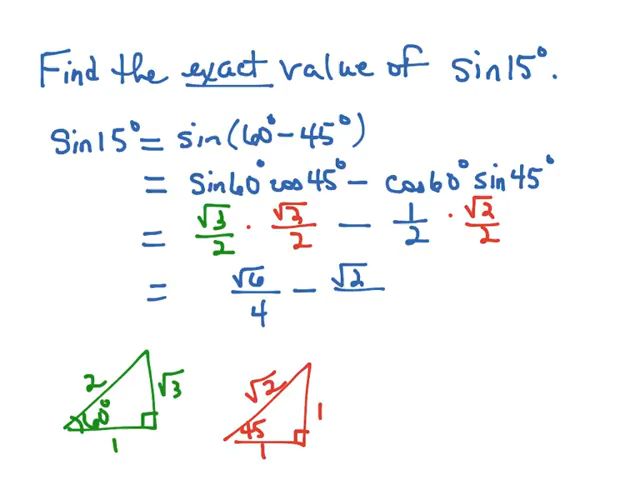 Find the exact value of sin15°.
Sin15° = sin(60° - 45°)
= sin60° cos45° - cos60° sin45°
= √3/2 · √2/2 - 1/2 · √2/2
= √6/4 - √2/
2 √3 60° 1
√2 1 45 1